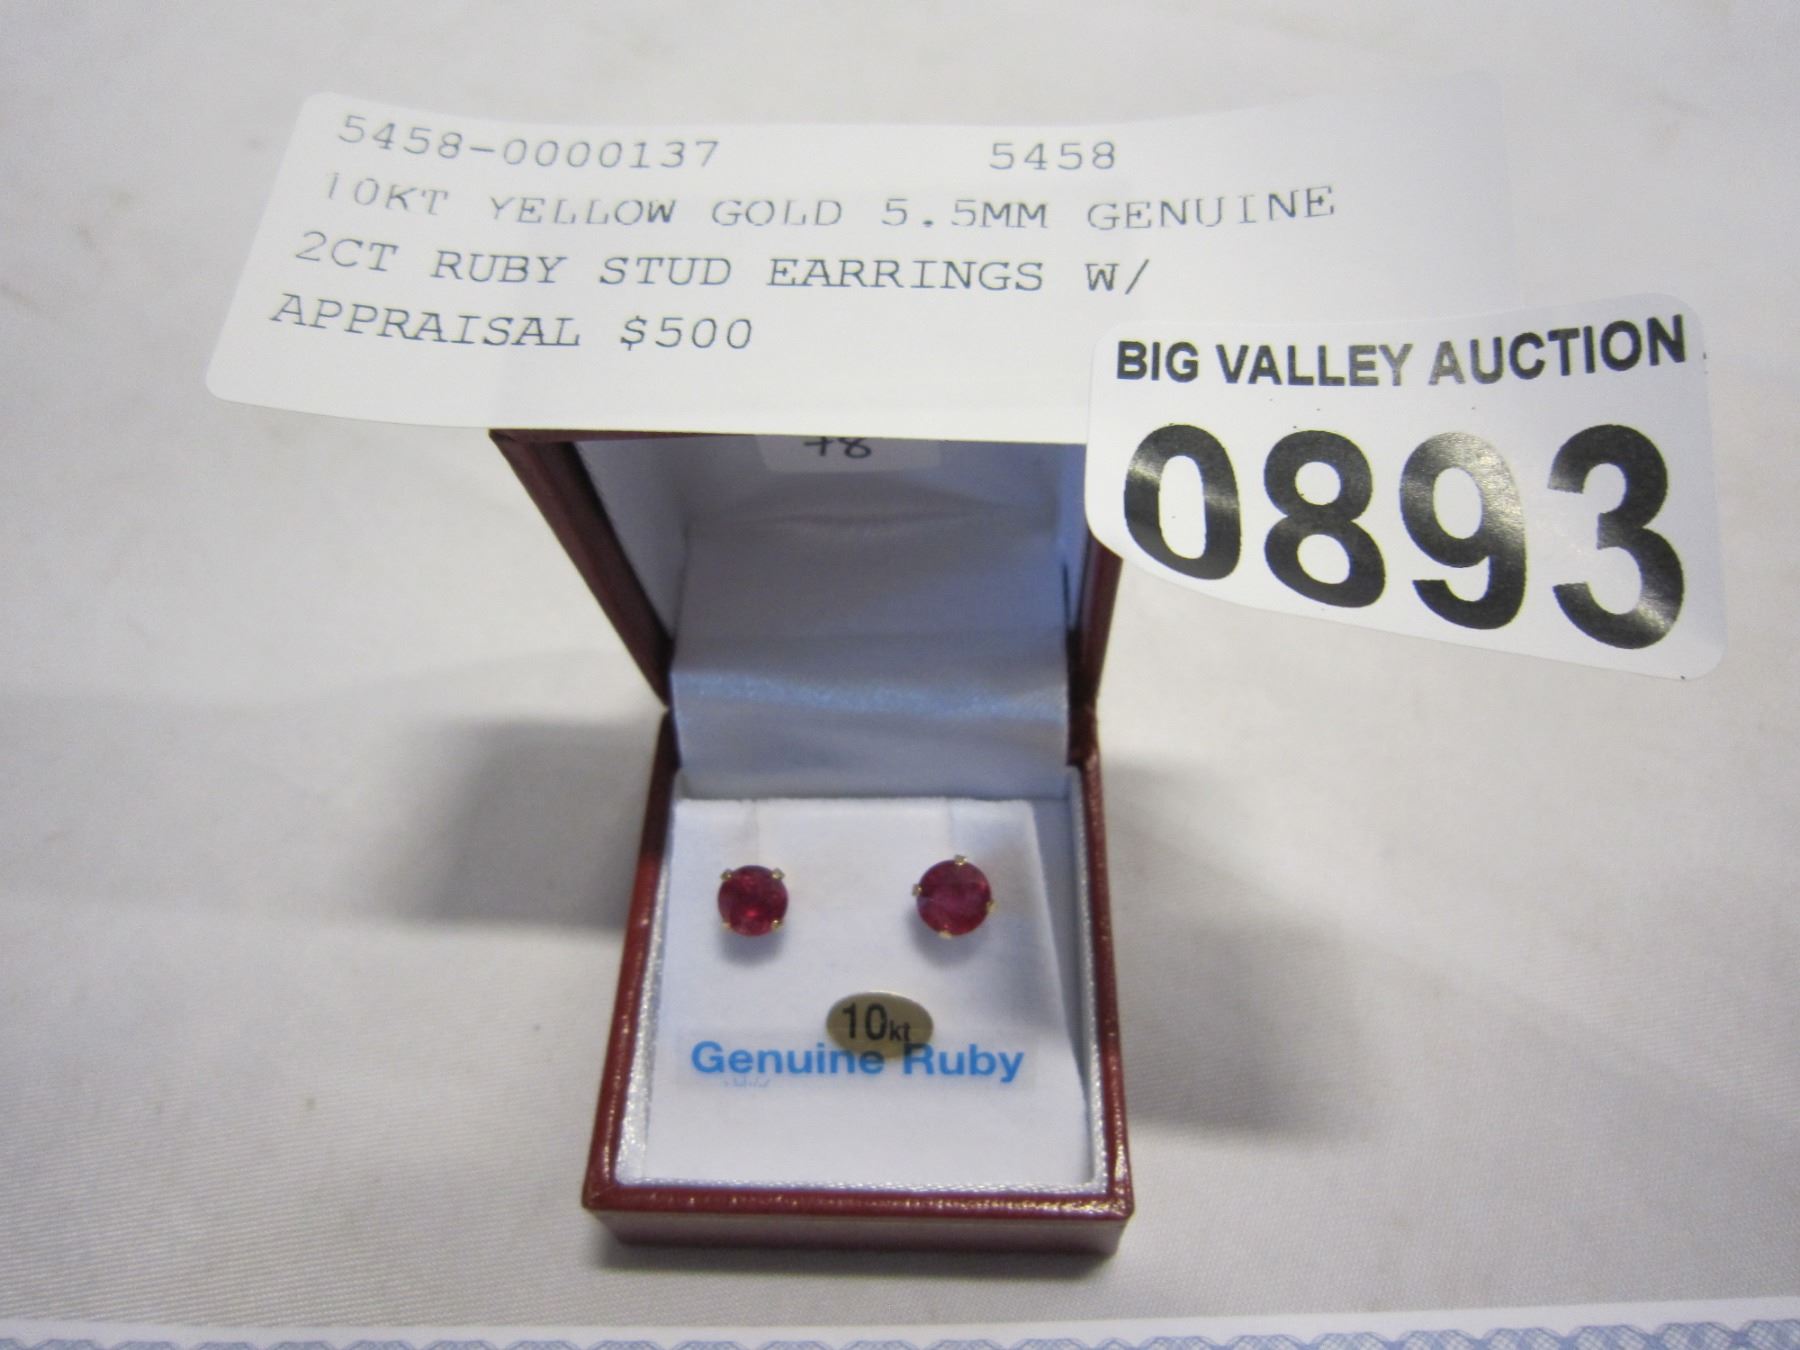 5458-0000137 5458
10KT YELLOW GOLD 5.5MM GENUINE
2CT RUBY STUD EARRINGS W/
APPRAISAL $500
BIG VALLEY AUCTION
0893
78
10kt
Genuine Ruby